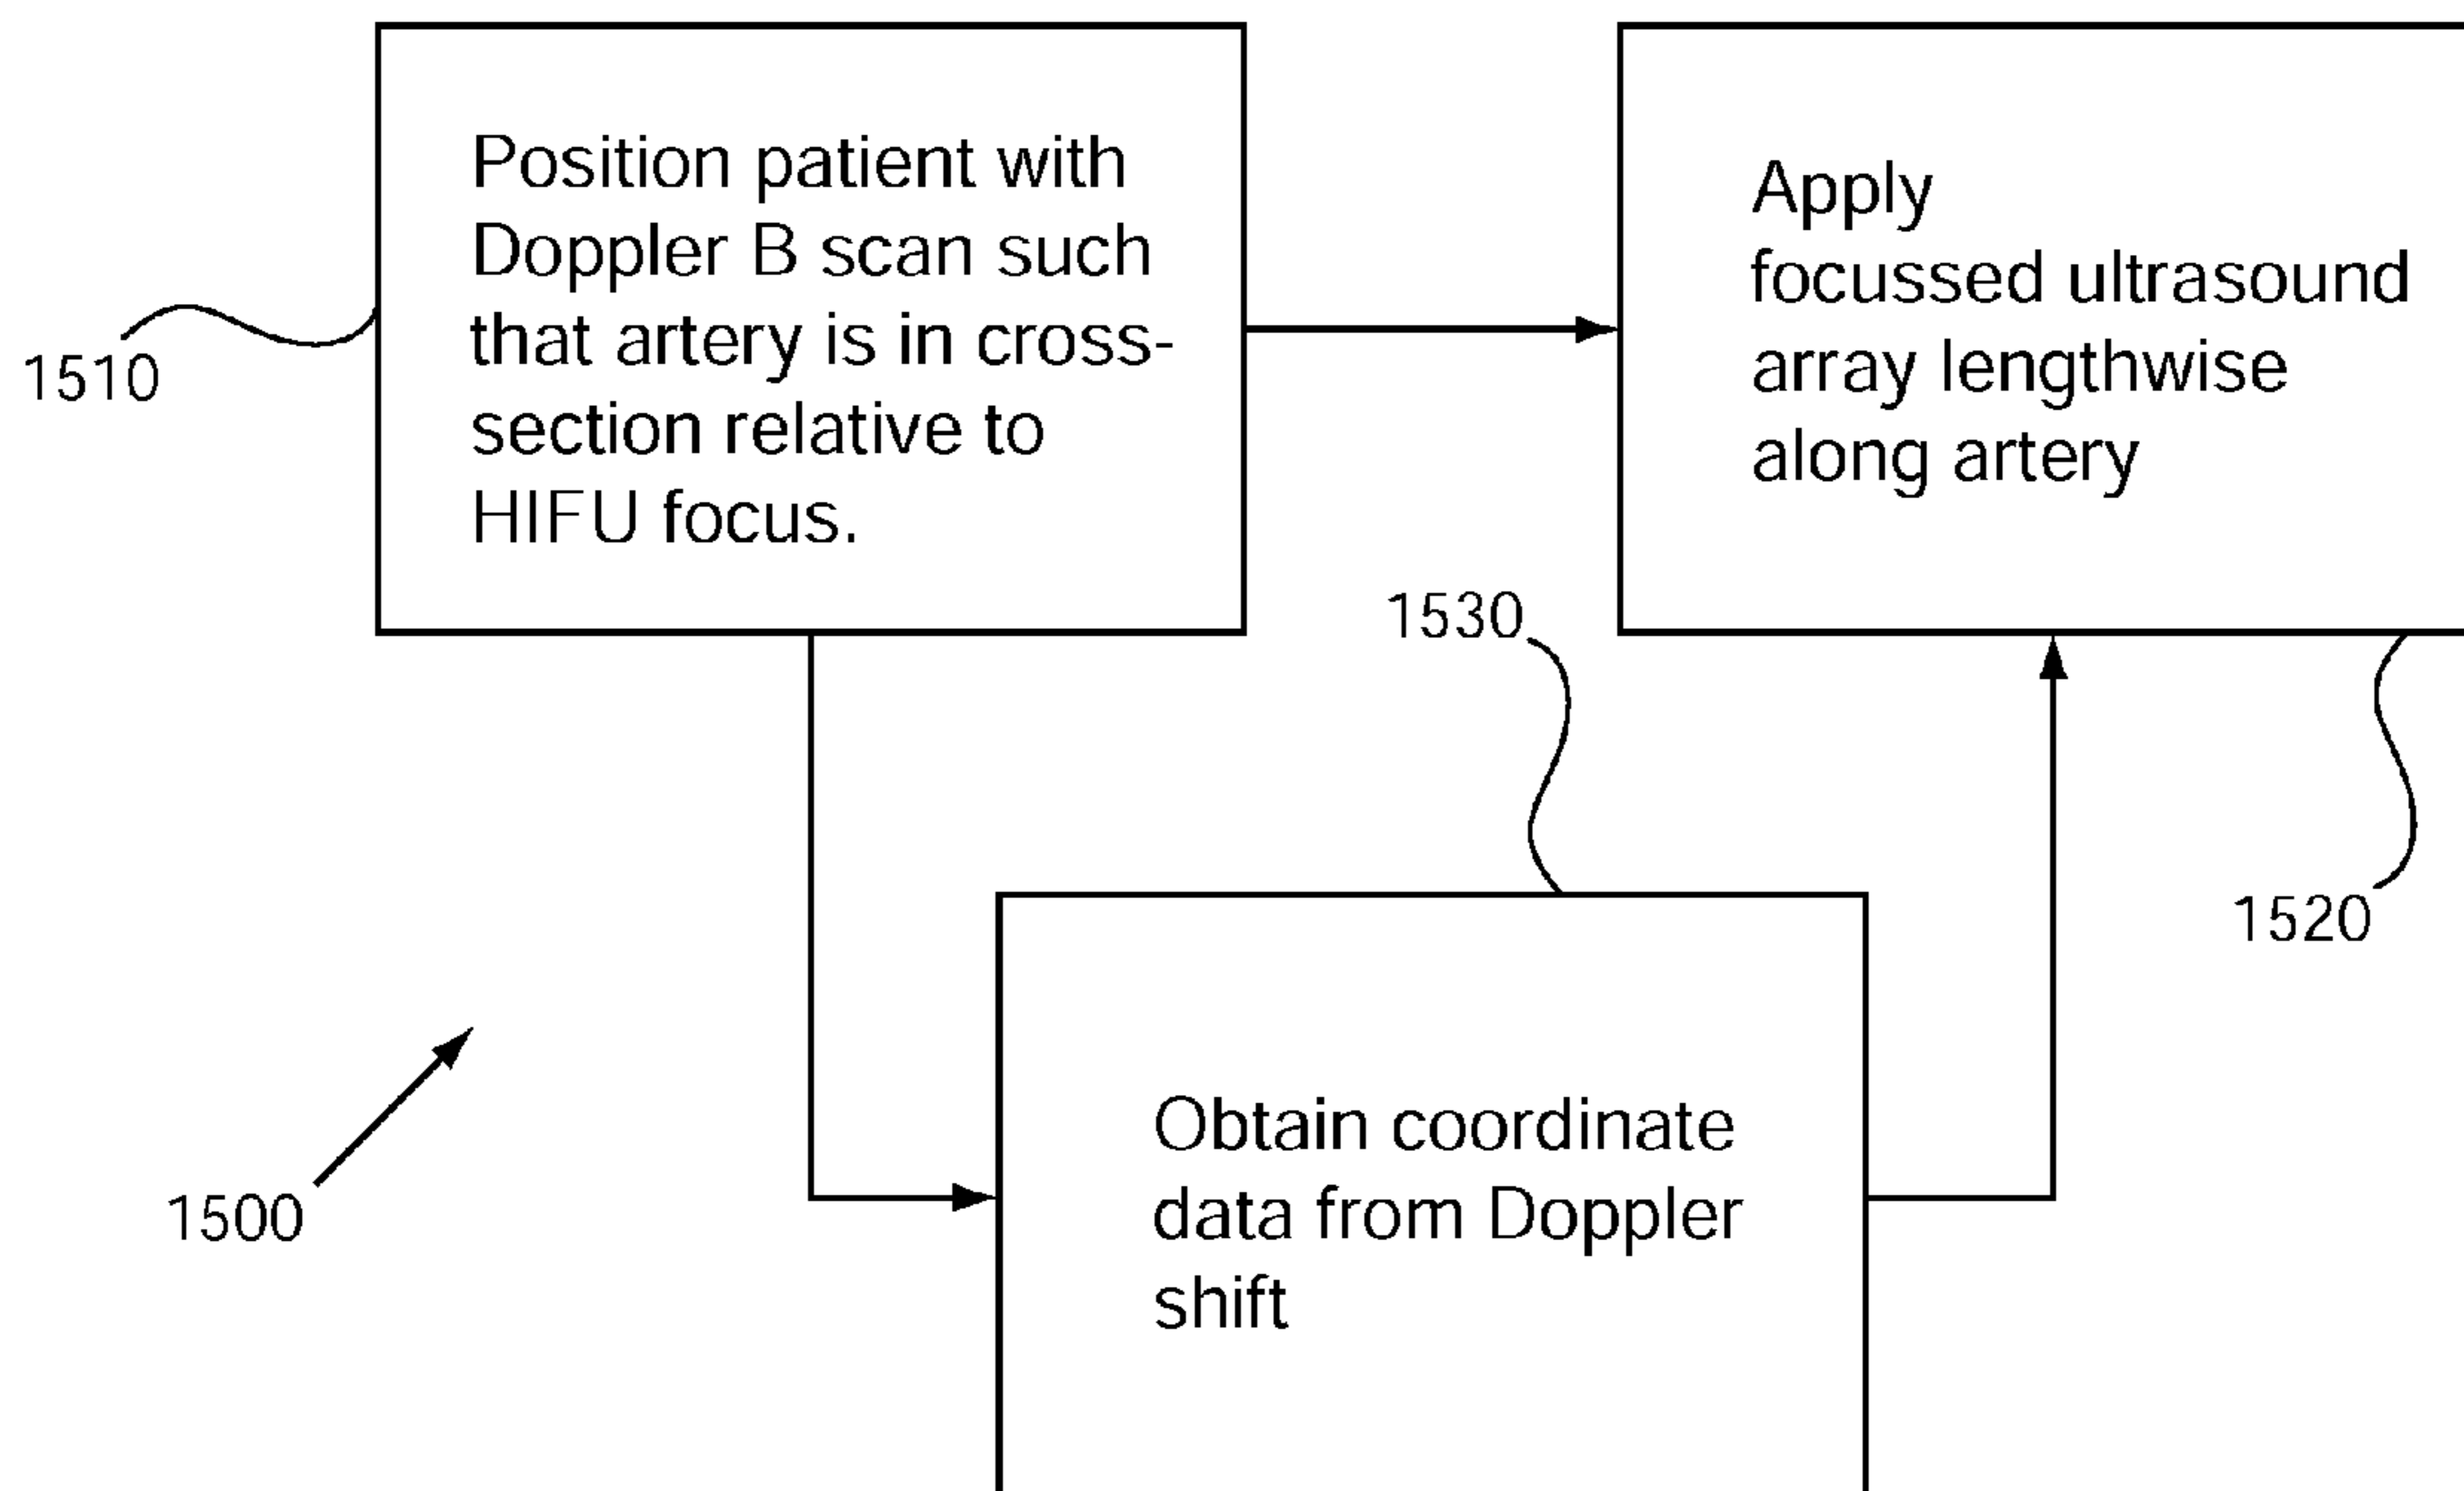 Position patient with
Doppler B scan such
that artery is in cross-
section relative to
HIFU focus.
1510
Apply
focussed ultrasound
array lengthwise
along artery
1530
1520
Obtain coordinate
data from Doppler
shift
1500